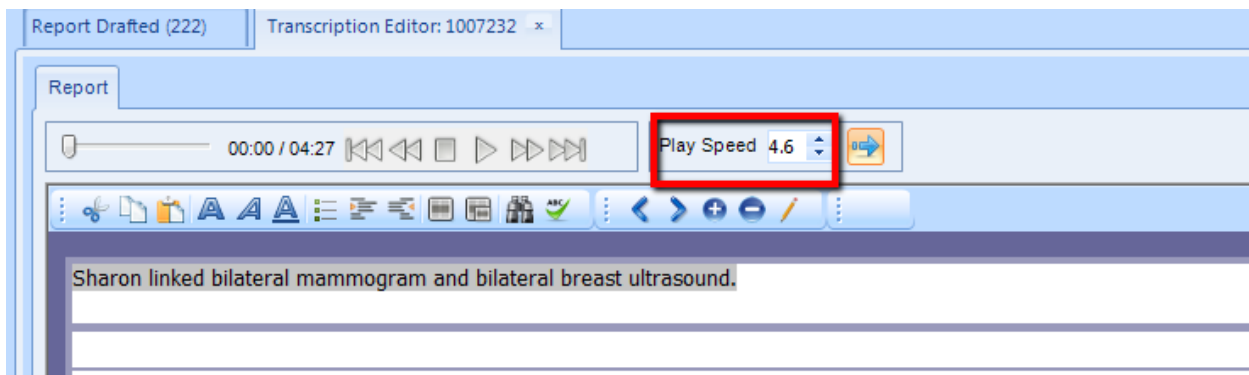 Report Drafted (222) Transcription Editor: 1007232 x
Report
00:00 / 04:27 Play Speed 4.6
A A A ABC
Sharon linked bilateral mammogram and bilateral breast ultrasound.